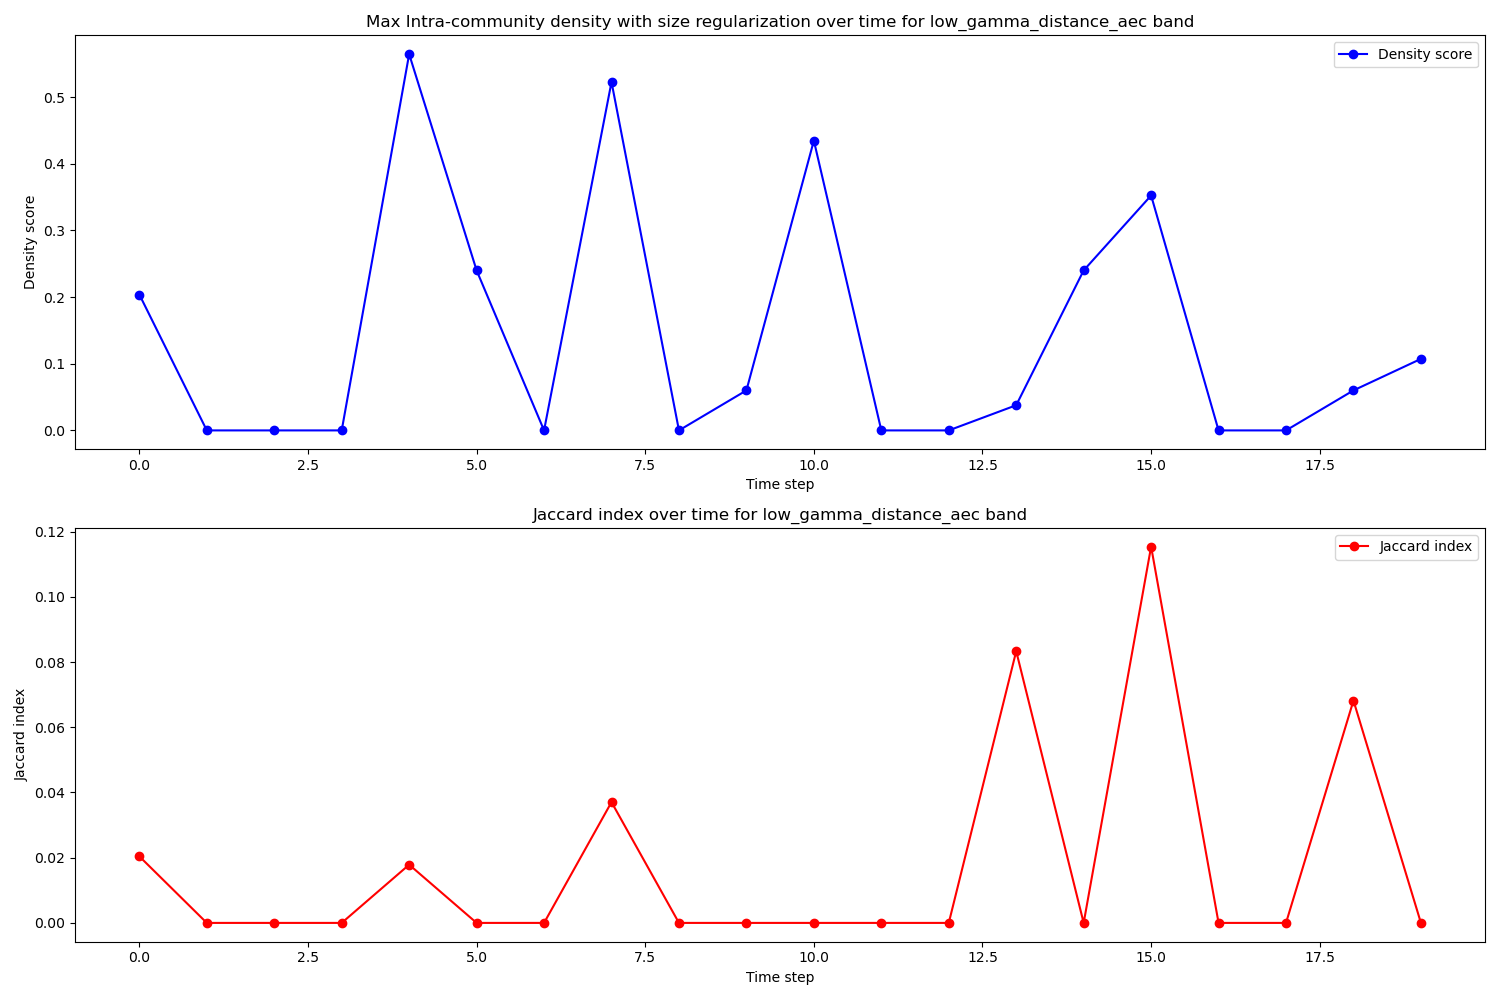 Max Intra-community density with size regularization over time for low_gamma_distance_aec band
Density score
Density score
0.5
0.4
0.3
0.2
0.1
0.0
0.0 2.5 5.0 7.5 10.0 12.5 15.0 17.5
Time step
Jaccard index over time for low_gamma_distance_aec band
Jaccard index
Jaccard index
0.12
0.10
0.08
0.06
0.04
0.02
0.00
0.0 2.5 5.0 7.5 10.0 12.5 15.0 17.5
Time step